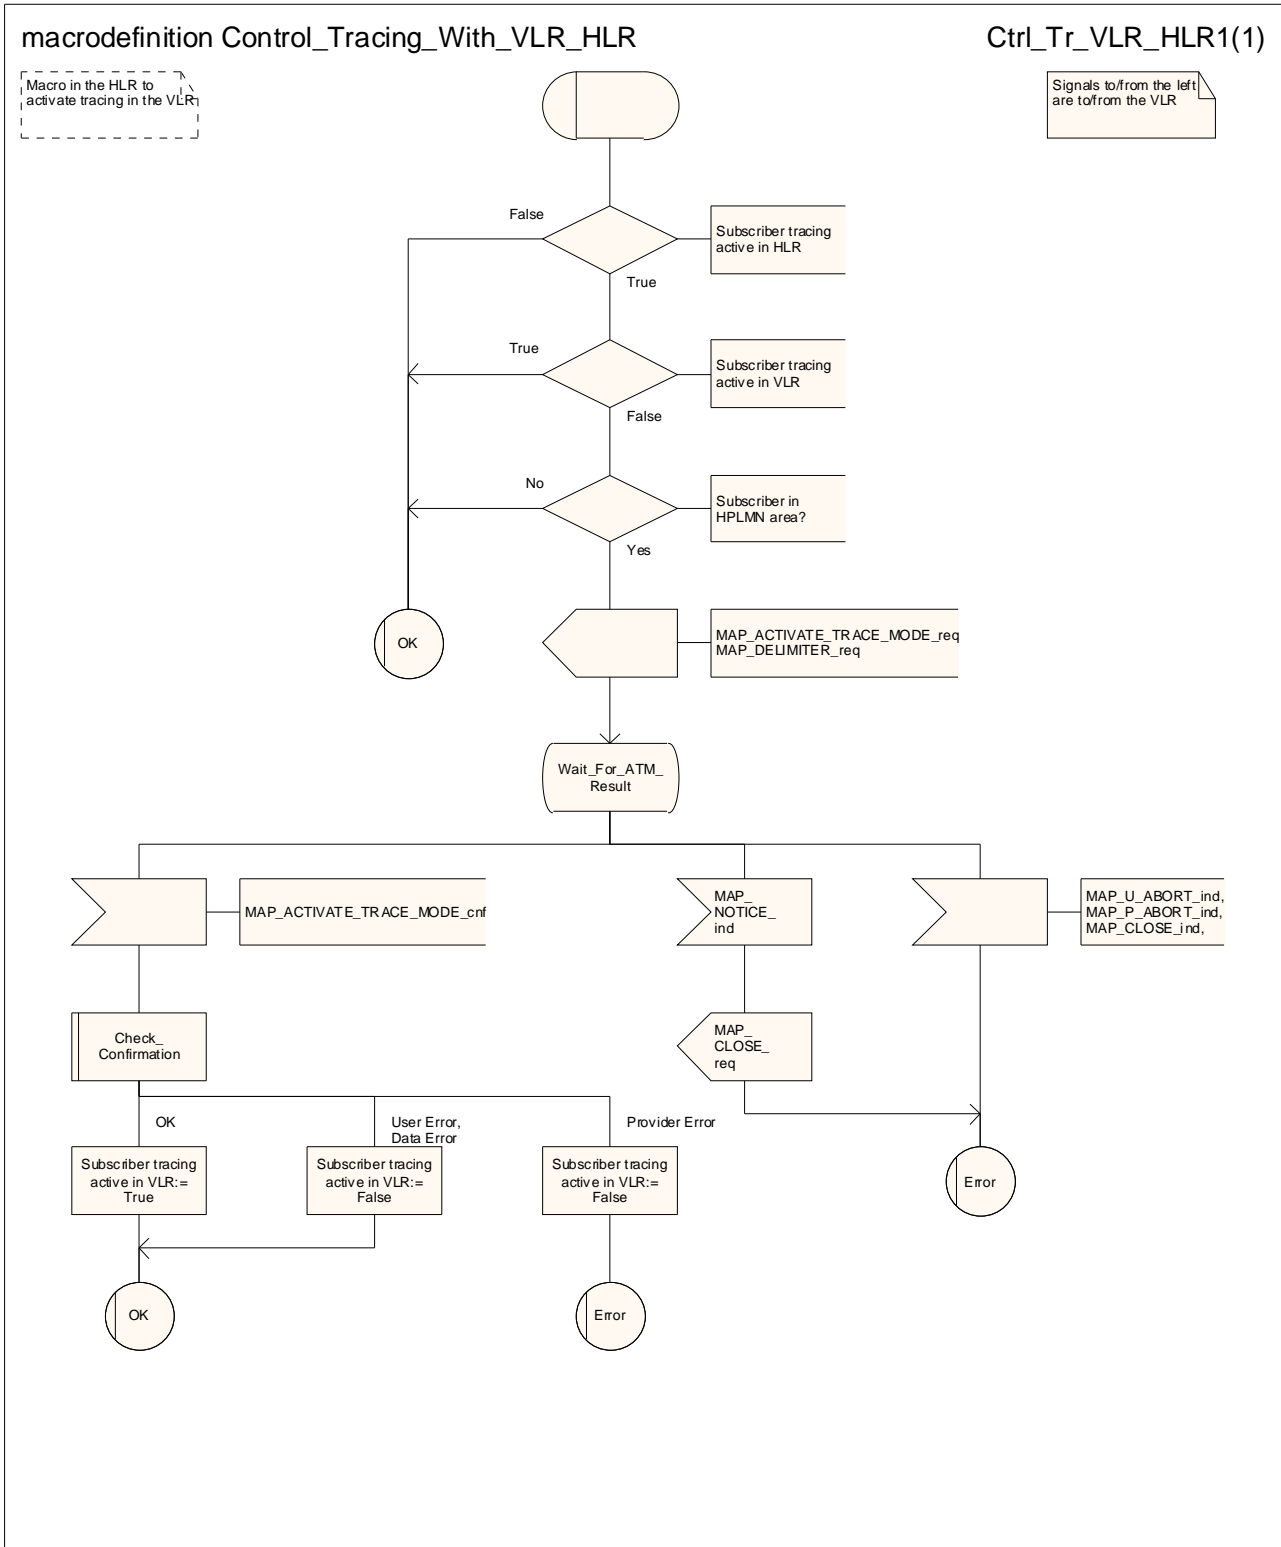 macrodefinition Control_Tracing_With_VLR_HLR
Ctrl_Tr_VLR_HLR1(1)
Macro in the HLR to
activate tracing in the VLR
Signals to/from the left
are to/from the VLR
False
Subscriber tracing
active in HLR
True
True
Subscriber tracing
active in VLR
False
No
Subscriber in
HPLMN area?
Yes
OK
MAP_ACTIVATE_TRACE_MODE_req
MAP_DELIMITER_req
Wait_For_ATM_
Result
MAP_ACTIVATE_TRACE_MODE_cnf
MAP_
NOTICE_
ind
MAP_U_ABORT_ind,
MAP_P_ABORT_ind,
MAP_CLOSE_ind,
Check_
Confirmation
MAP_
CLOSE_
req
OK
User Error,
Data Error
Provider Error
Subscriber tracing
active in VLR:=
True
Subscriber tracing
active in VLR:=
False
Subscriber tracing
active in VLR:=
False
Error
OK
Error